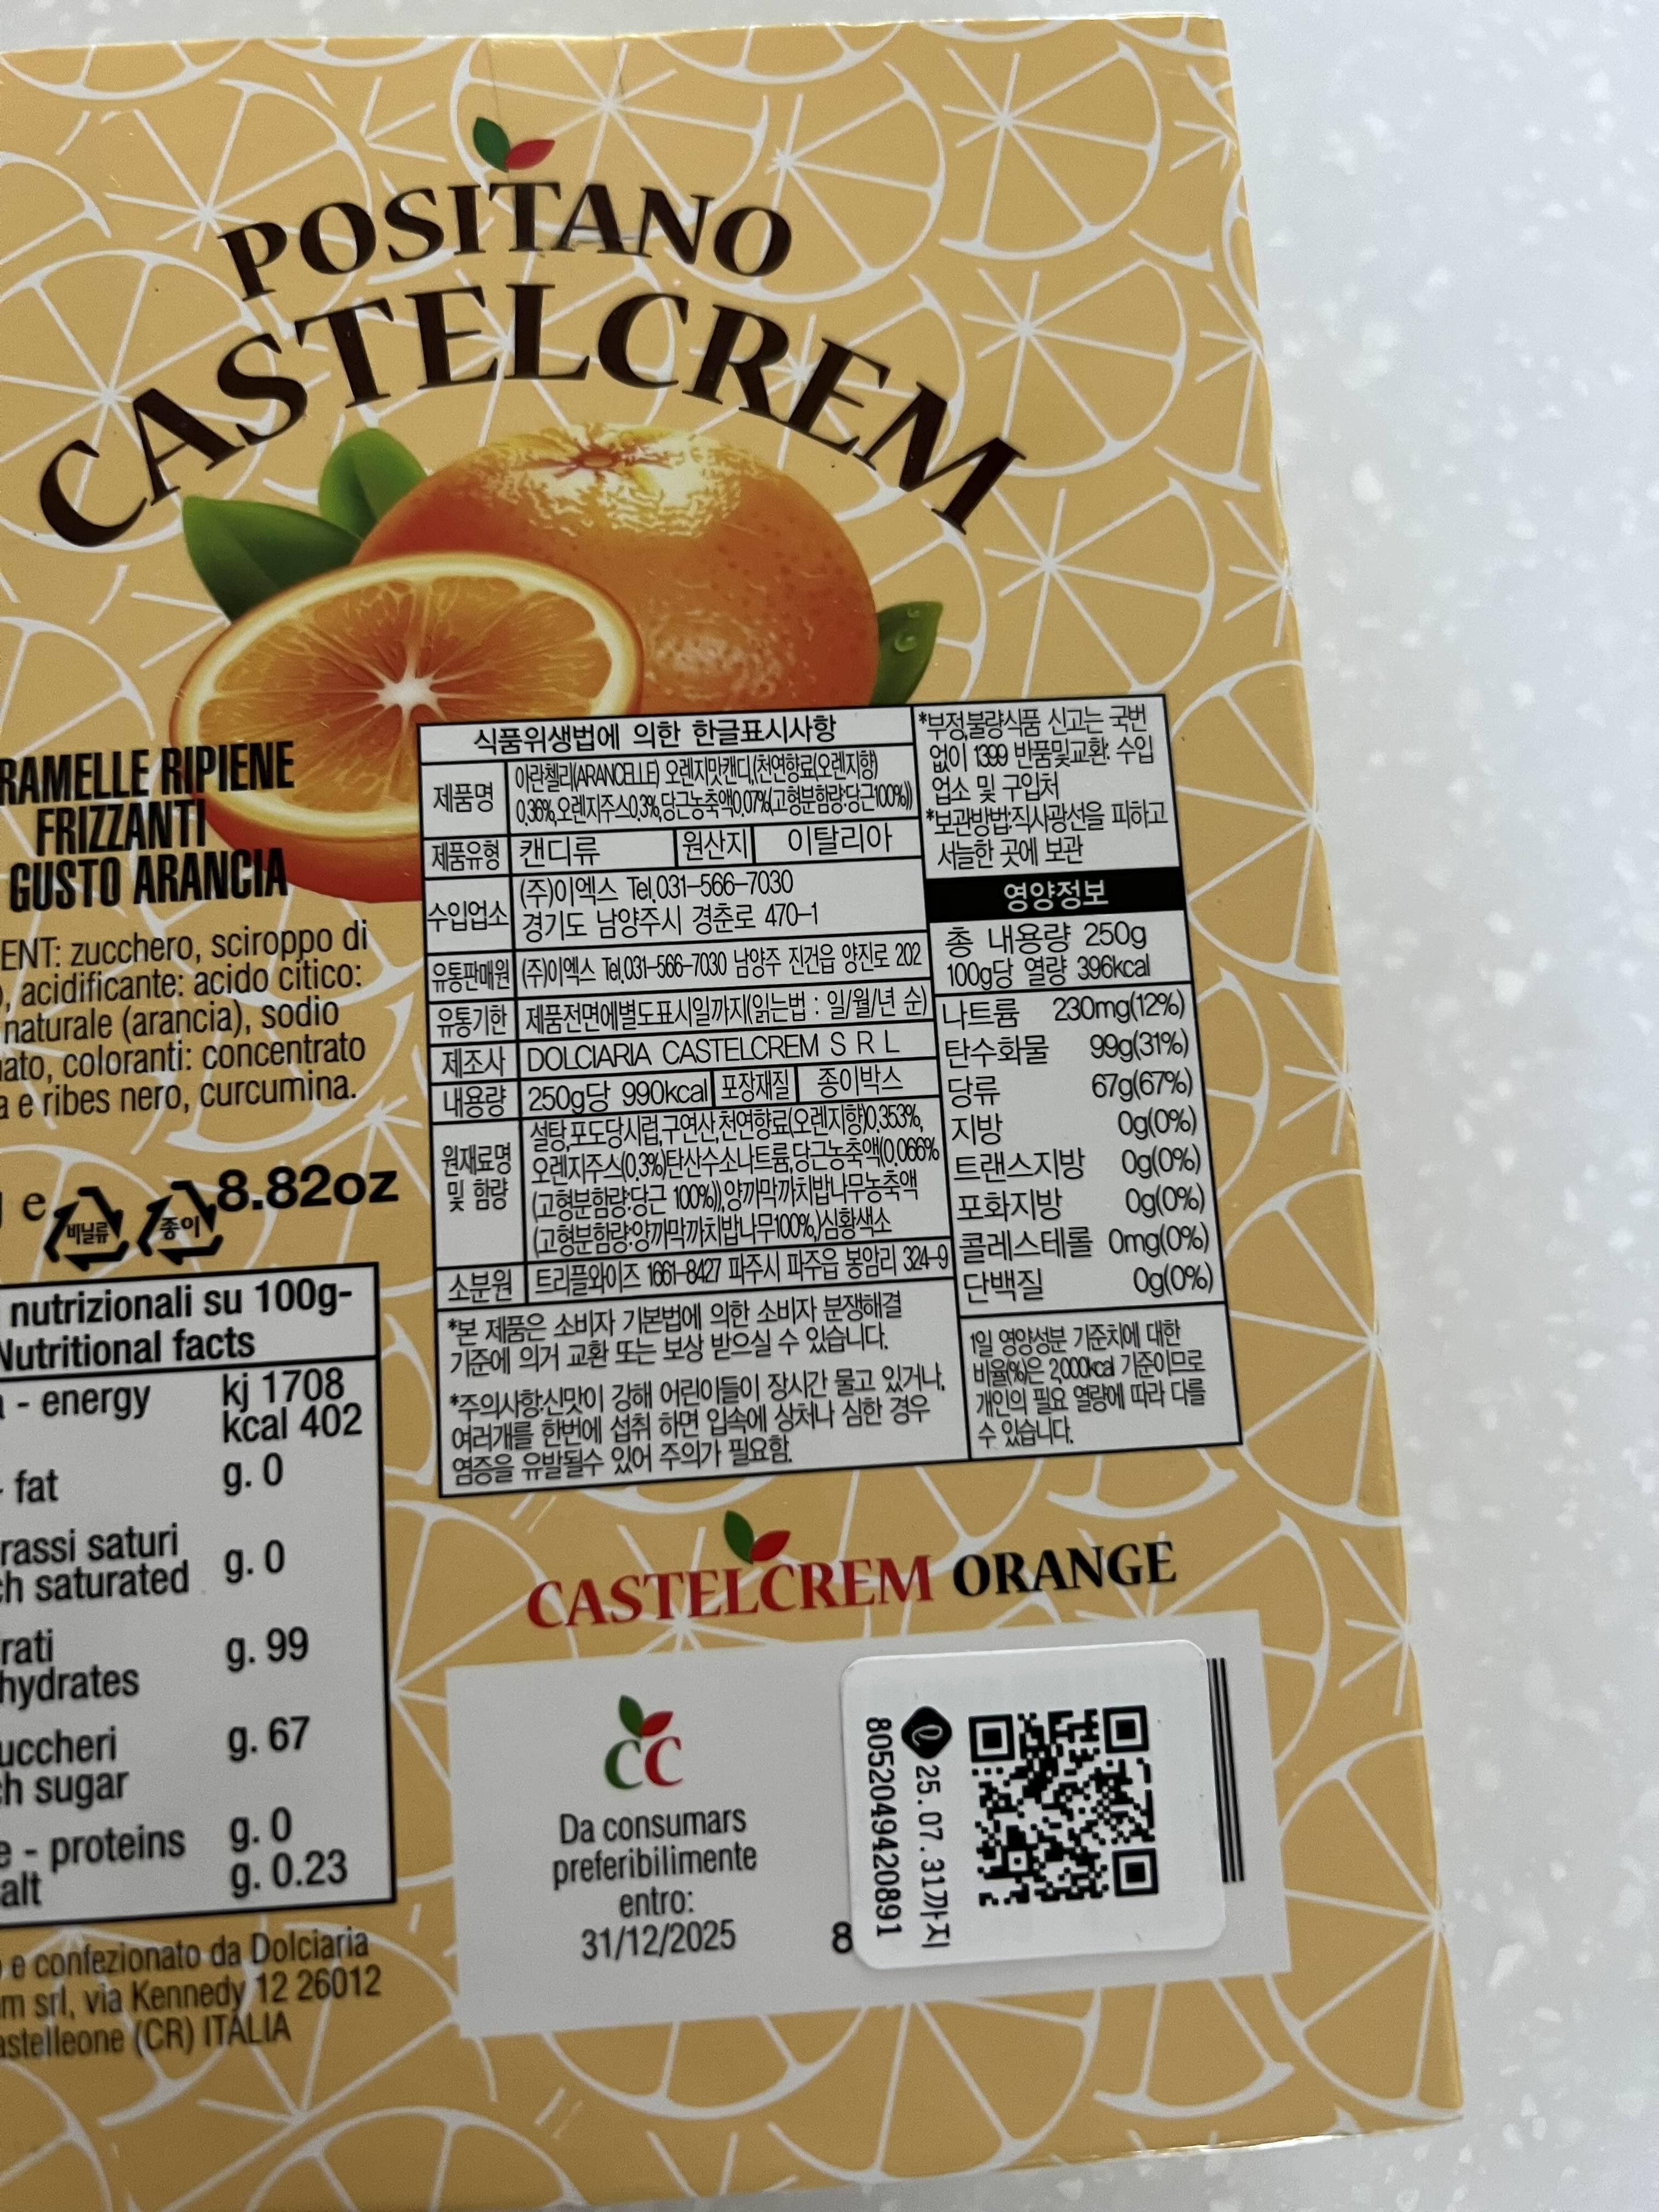 POSITANO
CASTELCREM
RAMELLE RIPIENE
FRIZZANTI
GUSTO ARANCIA
ENT: zucchero, sciroppo di
, acidificante: acido citico:
naturale (arancia), sodio
ato, coloranti: concentrato
a e ribes nero, curcumina.
e 비닐류 종이 8.82oz
nutrizionali su 100g-
Nutritional facts
- energy kj 1708
kcal 402
- fat g. 0
rassi saturi
ch saturated g. 0
rati
hydrates g. 99
uccheri
ch sugar g. 67
e - proteins g. 0
alt g. 0.23
e confezionato da Dolciaria
m srl, via Kennedy 12 26012
astelleone (CR) ITALIA
식품위생법에 의한 한글표시사항
제품명 아란첼리(ARANCELLE) 오렌지맛캔디,(천연향료(오렌지향)
0.36%,오렌지주스0.3%,당근농축액0.07%(고형분함량:당근100%))
제품유형 캔디류 원산지 이탈리아
수입업소 (주)이엑스 Tel.031-566-7030
경기도 남양주시 경춘로 470-1
유통판매원 (주)이엑스 Tel.031-566-7030 남양주 진건읍 양진로 202
유통기한 제품전면에별도표시일까지(읽는법 : 일/월/년 순)
제조사 DOLCIARIA CASTELCREM S R L
내용량 250g당 990kcal 포장재질 종이박스
원재료명 및 함량 설탕,포도당시럽,구연산,천연향료(오렌지향)0.353%,
오렌지주스(0.3%)탄산수소나트륨,당근농축액(0.066%
(고형분함량:당근 100%)),양까막까치밥나무농축액
(고형분함량:양까막까치밥나무100%,)심황색소
소분원 트리플와이즈 1661-8427 파주시 파주읍 봉암리 324-9
*본 제품은 소비자 기본법에 의한 소비자 분쟁해결
기준에 의거 교환 또는 보상 받으실 수 있습니다.
*주의사항:신맛이 강해 어린이들이 장시간 물고 있거나,
여러개를 한번에 섭취 하면 입속에 상처나 심한 경우
염증을 유발될수 있어 주의가 필요함.
*부정,불량식품 신고는 국번
없이 1399 반품및교환: 수입
업소 및 구입처
*보관방법:직사광선을 피하고
서늘한 곳에 보관
영양정보
총 내용량 250g
100g당 열량 396kcal
나트륨 230mg(12%)
탄수화물 99g(31%)
당류 67g(67%)
지방 0g(0%)
트랜스지방 0g(0%)
포화지방 0g(0%)
콜레스테롤 0mg(0%)
단백질 0g(0%)
1일 영양성분 기준치에 대한
비율(%)은 2,000kcal 기준이므로
개인의 필요 열량에 따라 다를
수 있습니다.
CASTELCREM ORANGE
CC
Da consumars
preferibilimente
entro:
31/12/2025
8
25.07.31까지
8052049420891